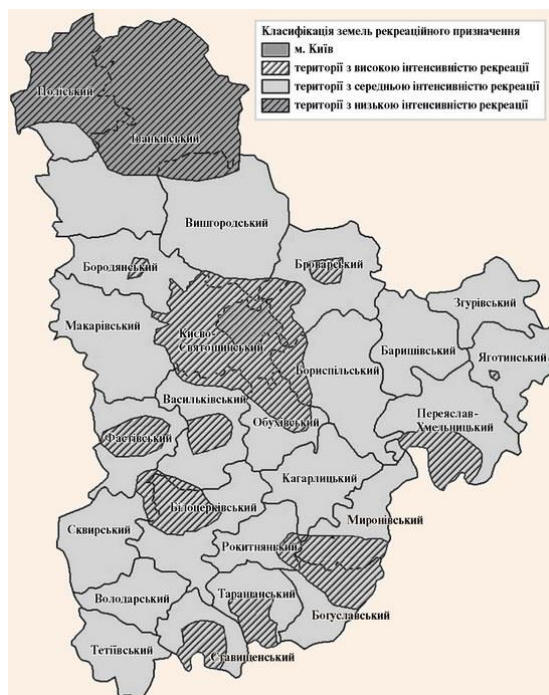 Класифікація земель рекреаційного призначення
м. Київ
території з високою інтенсивністю рекреації
території з середньою інтенсивністю рекреації
території з низькою інтенсивністю рекреації
Поліський
Іванківський
Вишгородський
Бородянський
Броварський
Згурівський
Макарівський
Києво-
Святошинський
Баришівський
Яготинський
Бориспільський
Васильківський
Переяслав-
Хмельницький
Обухівський
Фастівський
Кагарлицький
Білоцерківський
Миронівський
Сквирський
Рокитнянський
Таращанський
Володарський
Богуславський
Тетіївський
Ставищенський